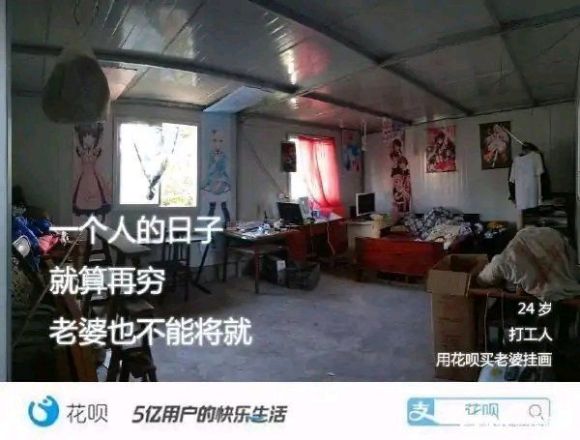 一个人的日子
就算再穷
老婆也不能将就
24 岁
打工人
用花呗买老婆挂画
花呗
5亿用户的快乐生活
支
花呗